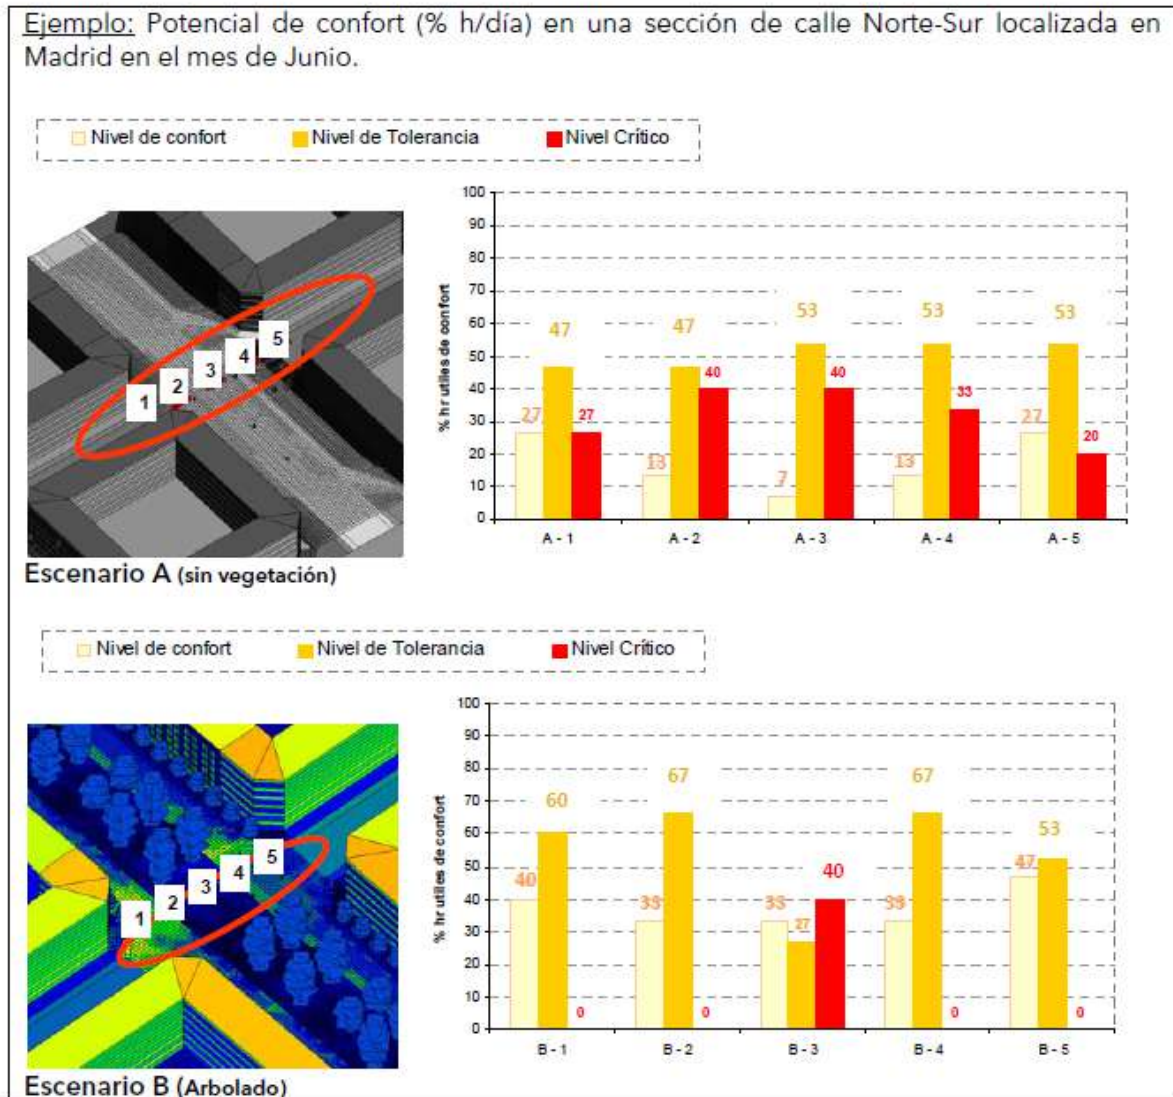 Ejemplo: Potencial de confort (% h/día) en una sección de calle Norte-Sur localizada en
Madrid en el mes de Junio.
Nivel de confort Nivel de Tolerancia Nivel Crítico
1 2 3 4 5
% hr utiles de confort
100
90
80
70
60
50
40
30
20
10
0
27 47 27
13 47 40
7 53 40
13 53 33
27 53 20
A - 1 A - 2 A - 3 A - 4 A - 5
Escenario A (sin vegetación)
Nivel de confort Nivel de Tolerancia Nivel Crítico
1 2 3 4 5
% hr utiles de confort
100
90
80
70
60
50
40
30
20
10
0
40 60 0
33 67 0
33 27 40
33 67 0
47 53 0
B - 1 B - 2 B - 3 B - 4 B - 5
Escenario B (Arbolado)